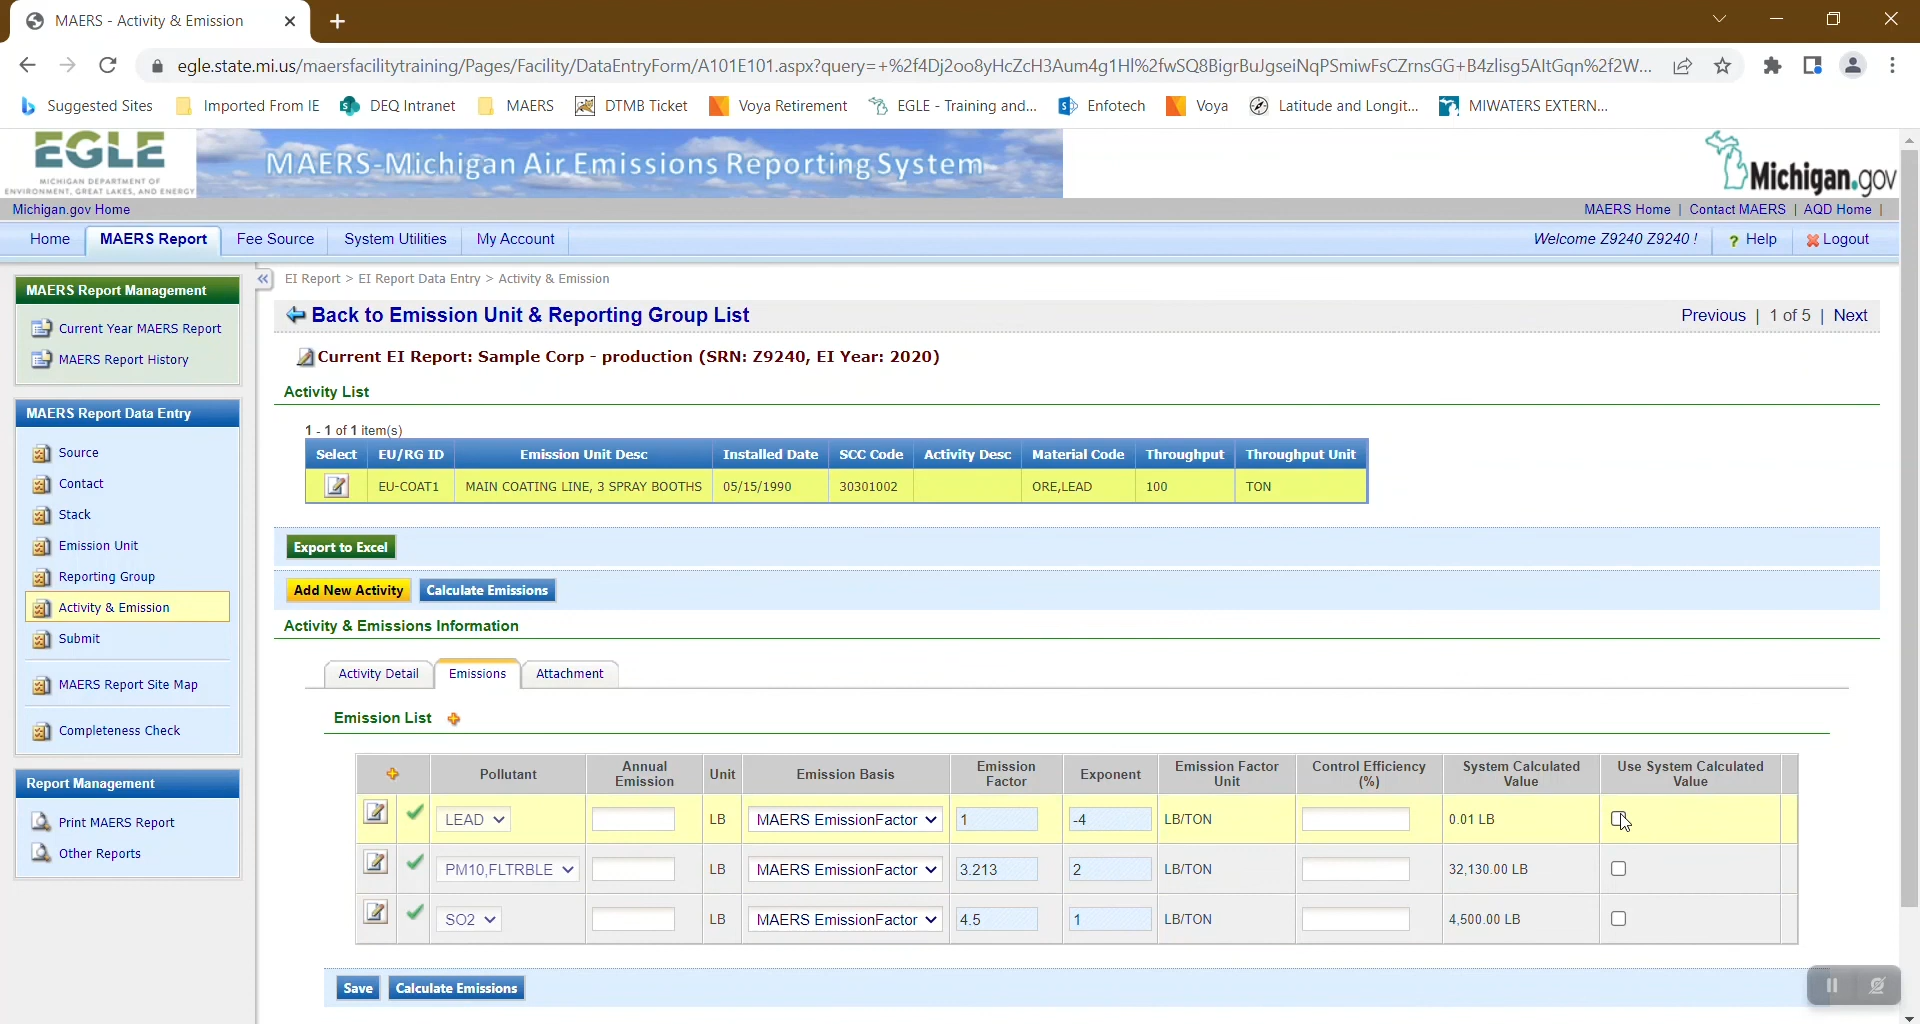 MAERS - Activity & Emission
egle.state.mi.us/maersfacilitytraining/Pages/Facility/DataEntryForm/A101E101.aspx?query=+%2f4Dj2oo8yHcZcH3Aum4g1Hl%2fwSQ8BigrBuJgseiNqPSmiwFsCZrnsGG+B4zlisg5AltGqn%2f2W...
Suggested Sites Imported From IE DEQ Intranet MAERS DTMB Ticket Voya Retirement EGLE - Training and... Enfotech Voya Latitude and Longit... MIWATERS EXTERN...
EGLE
MICHIGAN DEPARTMENT OF
ENVIRONMENT, GREAT LAKES, AND ENERGY
MAERS-Michigan Air Emissions Reporting System
Michigan.gov
Michigan.gov Home MAERS Home | Contact MAERS | AQD Home |
Home MAERS Report Fee Source System Utilities My Account Welcome Z9240 Z9240 ! ? Help Logout
MAERS Report Management
Current Year MAERS Report
MAERS Report History
MAERS Report Data Entry
Source
Contact
Stack
Emission Unit
Reporting Group
Activity & Emission
Submit
MAERS Report Site Map
Completeness Check
Report Management
Print MAERS Report
Other Reports
EI Report > EI Report Data Entry > Activity & Emission
Back to Emission Unit & Reporting Group List Previous | 1 of 5 | Next
Current EI Report: Sample Corp - production (SRN: Z9240, EI Year: 2020)
Activity List
1 - 1 of 1 item(s)
Select EU/RG ID Emission Unit Desc Installed Date SCC Code Activity Desc Material Code Throughput Throughput Unit
EU-COAT1 MAIN COATING LINE, 3 SPRAY BOOTHS 05/15/1990 30301002 ORE,LEAD 100 TON
Export to Excel
Add New Activity Calculate Emissions
Activity & Emissions Information
Activity Detail Emissions Attachment
Emission List
Pollutant Annual Emission Unit Emission Basis Emission Factor Exponent Emission Factor Unit Control Efficiency (%) System Calculated Value Use System Calculated Value
LEAD LB MAERS EmissionFactor 1 -4 LB/TON 0.01 LB
PM10,FLTRBLE LB MAERS EmissionFactor 3.213 2 LB/TON 32,130.00 LB
SO2 LB MAERS EmissionFactor 4.5 1 LB/TON 4,500.00 LB
Save Calculate Emissions